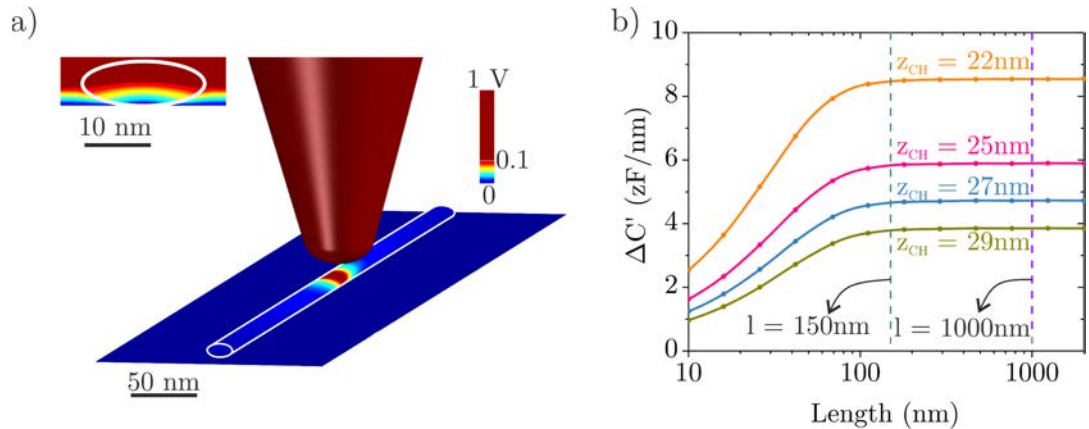 a)
1 V
0.1
0
10 nm
50 nm
b)
ΔC' (zF/nm)
10
8
6
4
2
0
z_CH = 22nm
z_CH = 25nm
z_CH = 27nm
z_CH = 29nm
l = 150nm
l = 1000nm
10
100
1000
Length (nm)